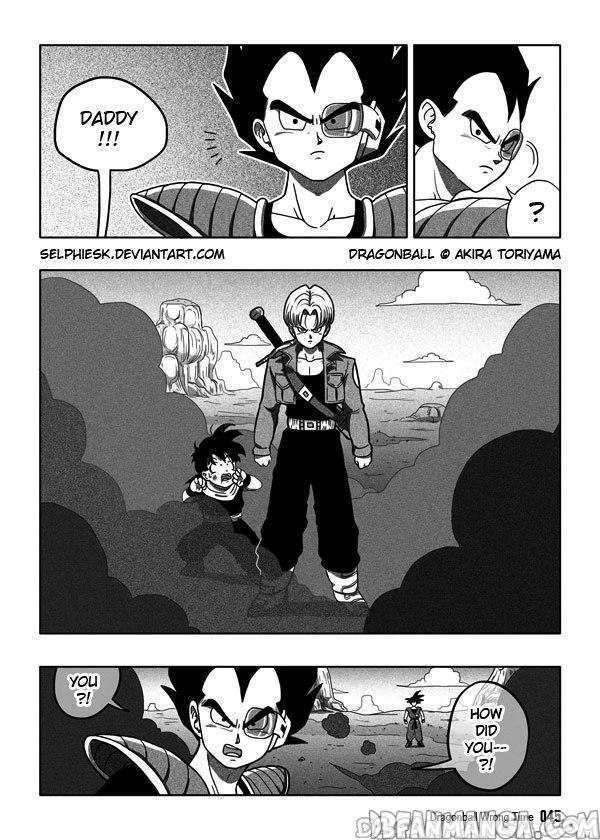 DADDY
!!!
?
SELPHIESK.DEVIANTART.COM
DRAGONBALL © AKIRA TORIYAMA
YOU
?!
HOW
DID
YOU--
?!
Dragonball Wrong Time 045
DBFANMANGA.COM